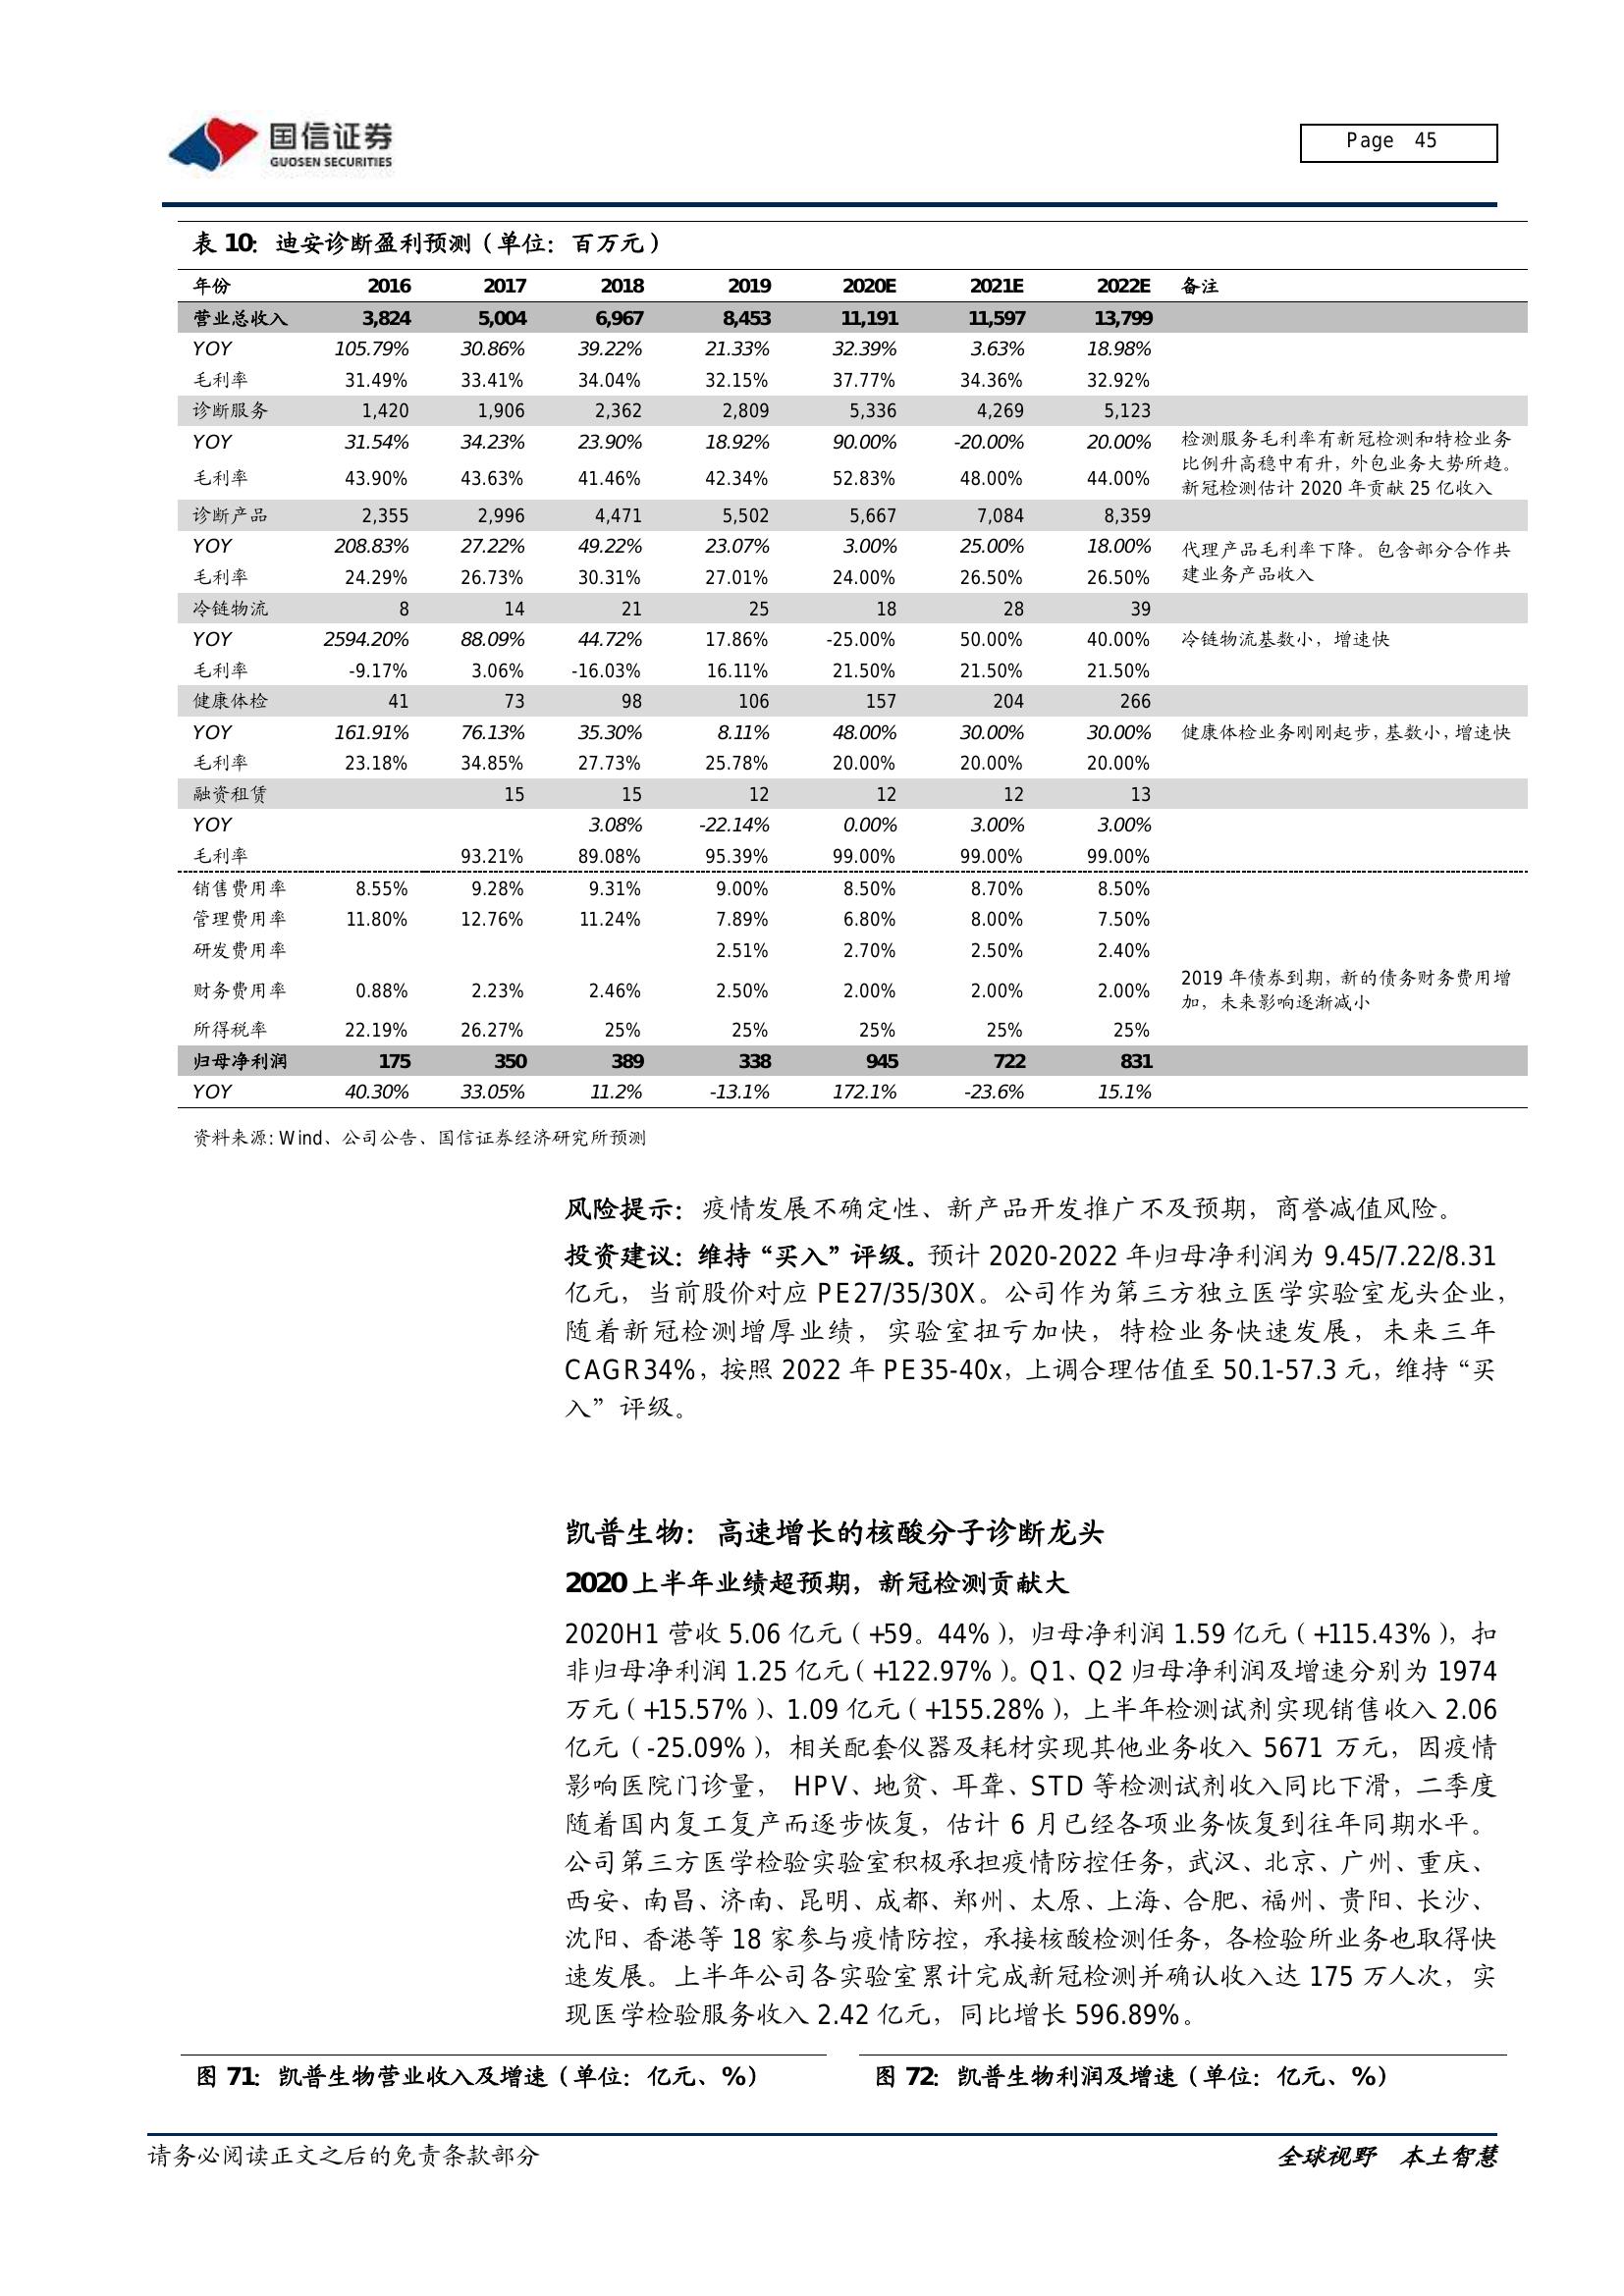 国信证券
GUOSEN SECURITIES
Page 45
表 10：迪安诊断盈利预测（单位：百万元）
年份 2016 2017 2018 2019 2020E 2021E 2022E 备注
营业总收入 3,824 5,004 6,967 8,453 11,191 11,597 13,799
YOY 105.79% 30.86% 39.22% 21.33% 32.39% 3.63% 18.98%
毛利率 31.49% 33.41% 34.04% 32.15% 37.77% 34.36% 32.92%
诊断服务 1,420 1,906 2,362 2,809 5,336 4,269 5,123
YOY 31.54% 34.23% 23.90% 18.92% 90.00% -20.00% 20.00% 检测服务毛利率有新冠检测和特检业务
比例升高稳中有升，外包业务大势所趋。
毛利率 43.90% 43.63% 41.46% 42.34% 52.83% 48.00% 44.00%
新冠检测估计 2020 年贡献 25 亿收入
诊断产品 2,355 2,996 4,471 5,502 5,667 7,084 8,359
YOY 208.83% 27.22% 49.22% 23.07% 3.00% 25.00% 18.00% 代理产品毛利率下降。包含部分合作共
毛利率 24.29% 26.73% 30.31% 27.01% 24.00% 26.50% 26.50% 建业务产品收入
冷链物流 8 14 21 25 18 28 39
YOY 2594.20% 88.09% 44.72% 17.86% -25.00% 50.00% 40.00% 冷链物流基数小，增速快
毛利率 -9.17% 3.06% -16.03% 16.11% 21.50% 21.50% 21.50%
健康体检 41 73 98 106 157 204 266
YOY 161.91% 76.13% 35.30% 8.11% 48.00% 30.00% 30.00% 健康体检业务刚刚起步，基数小，增速快
毛利率 23.18% 34.85% 27.73% 25.78% 20.00% 20.00% 20.00%
融资租赁 15 15 12 12 12 13
YOY 3.08% -22.14% 0.00% 3.00% 3.00%
毛利率 93.21% 89.08% 95.39% 99.00% 99.00% 99.00%
销售费用率 8.55% 9.28% 9.31% 9.00% 8.50% 8.70% 8.50%
管理费用率 11.80% 12.76% 11.24% 7.89% 6.80% 8.00% 7.50%
研发费用率 2.51% 2.70% 2.50% 2.40%
财务费用率 0.88% 2.23% 2.46% 2.50% 2.00% 2.00% 2.00% 2019 年债券到期，新的债务财务费用增
加，未来影响逐渐减小
所得税率 22.19% 26.27% 25% 25% 25% 25% 25%
归母净利润 175 350 389 338 945 722 831
YOY 40.30% 33.05% 11.2% -13.1% 172.1% -23.6% 15.1%
资料来源: Wind、公司公告、国信证券经济研究所预测
风险提示：疫情发展不确定性、新产品开发推广不及预期，商誉减值风险。
投资建议：维持“买入”评级。预计 2020-2022 年归母净利润为 9.45/7.22/8.31
亿元，当前股价对应 PE27/35/30X。公司作为第三方独立医学实验室龙头企业，
随着新冠检测增厚业绩，实验室扭亏加快，特检业务快速发展，未来三年
CAGR34%，按照 2022 年 PE35-40x，上调合理估值至 50.1-57.3 元，维持“买
入”评级。
凯普生物：高速增长的核酸分子诊断龙头
2020 上半年业绩超预期，新冠检测贡献大
2020H1 营收 5.06 亿元（+59。44%），归母净利润 1.59 亿元（+115.43%），扣
非归母净利润 1.25 亿元（+122.97%）。Q1、Q2 归母净利润及增速分别为 1974
万元（+15.57%）、1.09 亿元（+155.28%），上半年检测试剂实现销售收入 2.06
亿元（-25.09%），相关配套仪器及耗材实现其他业务收入 5671 万元，因疫情
影响医院门诊量， HPV、地贫、耳聋、STD 等检测试剂收入同比下滑，二季度
随着国内复工复产而逐步恢复，估计 6 月已经各项业务恢复到往年同期水平。
公司第三方医学检验实验室积极承担疫情防控任务，武汉、北京、广州、重庆、
西安、南昌、济南、昆明、成都、郑州、太原、上海、合肥、福州、贵阳、长沙、
沈阳、香港等 18 家参与疫情防控，承接核酸检测任务，各检验所业务也取得快
速发展。上半年公司各实验室累计完成新冠检测并确认收入达 175 万人次，实
现医学检验服务收入 2.42 亿元，同比增长 596.89%。
图 71：凯普生物营业收入及增速（单位：亿元、%）
图 72：凯普生物利润及增速（单位：亿元、%）
请务必阅读正文之后的免责条款部分
全球视野 本土智慧